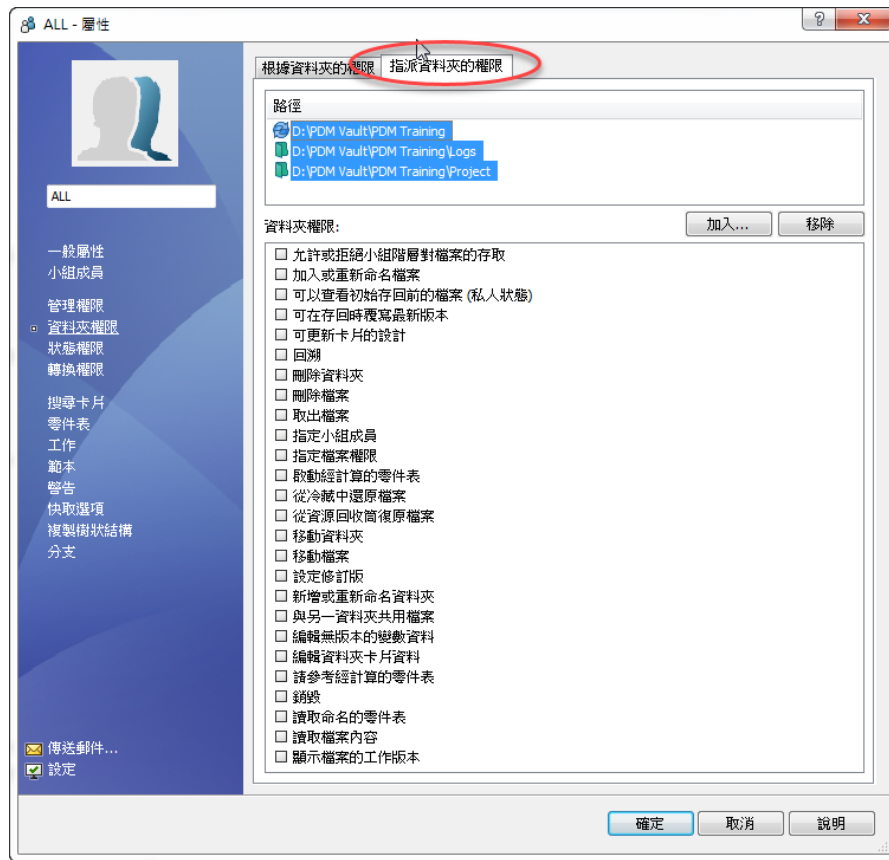 ALL - 屬性
根據資料夾的權限 指派資料夾的權限
路徑
D:\PDM Vault\PDM Training
D:\PDM Vault\PDM Training\Logs
D:\PDM Vault\PDM Training\Project
ALL
資料夾權限:
加入... 移除
一般屬性
小組成員
管理權限
資料夾權限
狀態權限
轉換權限
搜尋卡片
零件表
工作
範本
警告
快取選項
複製樹狀結構
分支
傳送郵件...
設定
允許或拒絕小組階層對檔案的存取
加入或重新命名檔案
可以查看初始存回前的檔案 (私人狀態)
可在存回時覆寫最新版本
可更新卡片的設計
回溯
刪除資料夾
刪除檔案
取出檔案
指定小組成員
指定檔案權限
啟動經計算的零件表
從冷藏中還原檔案
從資源回收筒復原檔案
移動資料夾
移動檔案
設定修訂版
新增或重新命名資料夾
與另一資料夾共用檔案
編輯無版本的變數資料
編輯資料夾卡片資料
請參考經計算的零件表
銷毀
讀取命名的零件表
讀取檔案內容
顯示檔案的工作版本
確定 取消 說明